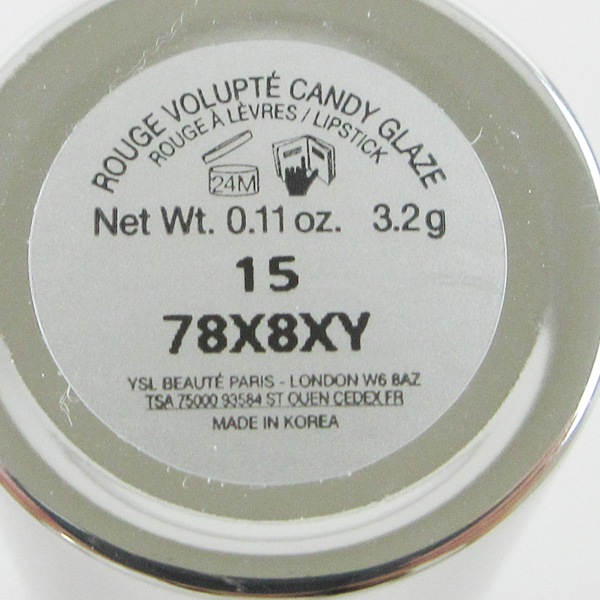 ROUGE VOLUPTÉ CANDY GLAZE
ROUGE À LÈVRES / LIPSTICK
24M
Net Wt. 0.11 oz. 3.2 g
15
78X8XY
YSL BEAUTÉ PARIS - LONDON W6 8AZ
TSA 75000 93584 ST OUEN CEDEX FR
MADE IN KOREA